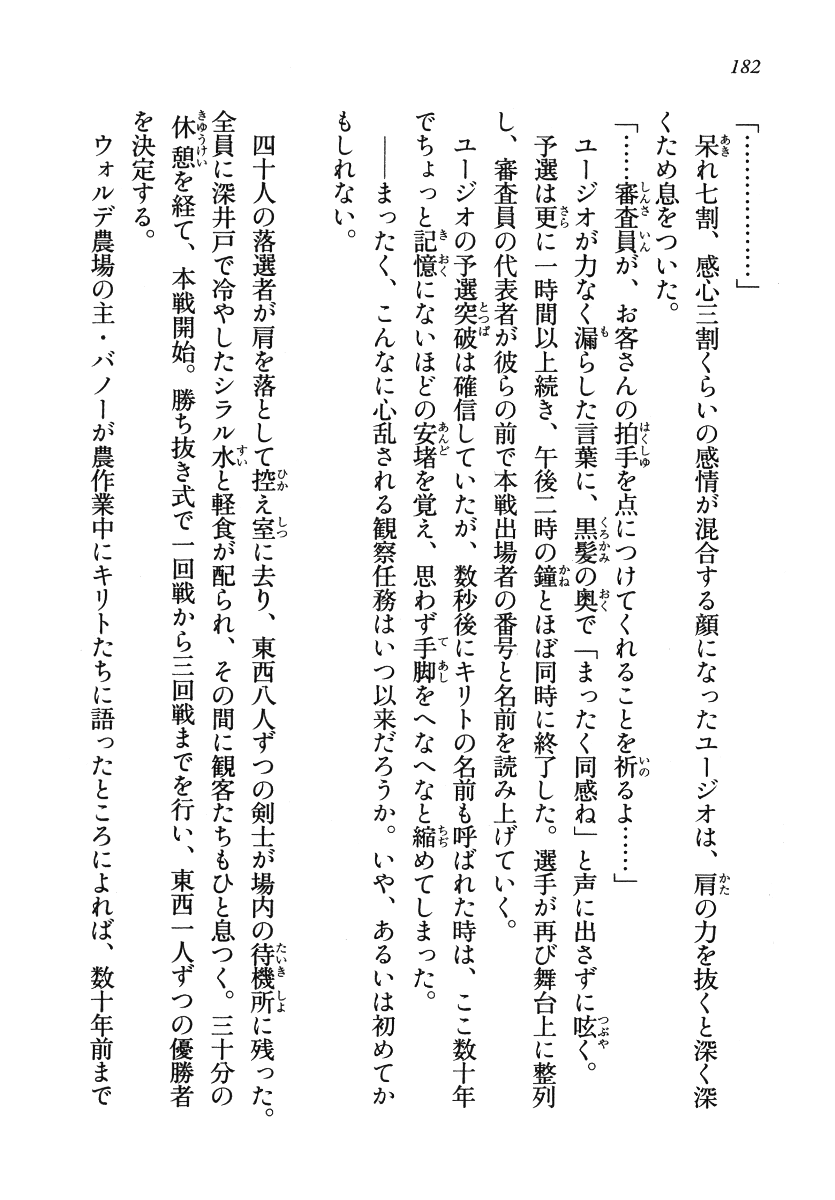 182
「………………」
呆れ七割、感心三割くらいの感情が混合する顔になったユージオは、肩の力を抜くと深く深
くため息をついた。
「……審査員が、お客さんの拍手を点につけてくれることを祈るよ……」
ユージオが力なく漏らした言葉に、黒髪の奥で「まったく同感ね」と声に出さずに呟く。
予選は更に一時間以上続き、午後二時の鐘とほぼ同時に終了した。選手が再び舞台上に整列
し、審査員の代表者が彼らの前で本戦出場者の番号と名前を読み上げていく。
ユージオの予選突破は確信していたが、数秒後にキリトの名前も呼ばれた時は、ここ数十年
でちょっと記憶にないほどの安堵を覚え、思わず手脚をへなへなと縮めてしまった。
――まったく、こんなに心乱される観察任務はいつ以来だろうか。いや、あるいは初めてか
もしれない。
四十人の落選者が肩を落として控え室に去り、東西八人ずつの剣士が場内の待機所に残った。
全員に深井戸で冷やしたシラル水と軽食が配られ、その間に観客たちもひと息つく。三十分の
休憩を経て、本戦開始。勝ち抜き式で一回戦から三回戦までを行い、東西一人ずつの優勝者
を決定する。
ウォルデ農場の主・バノーが農作業中にキリトたちに語ったところによれば、数十年前まで